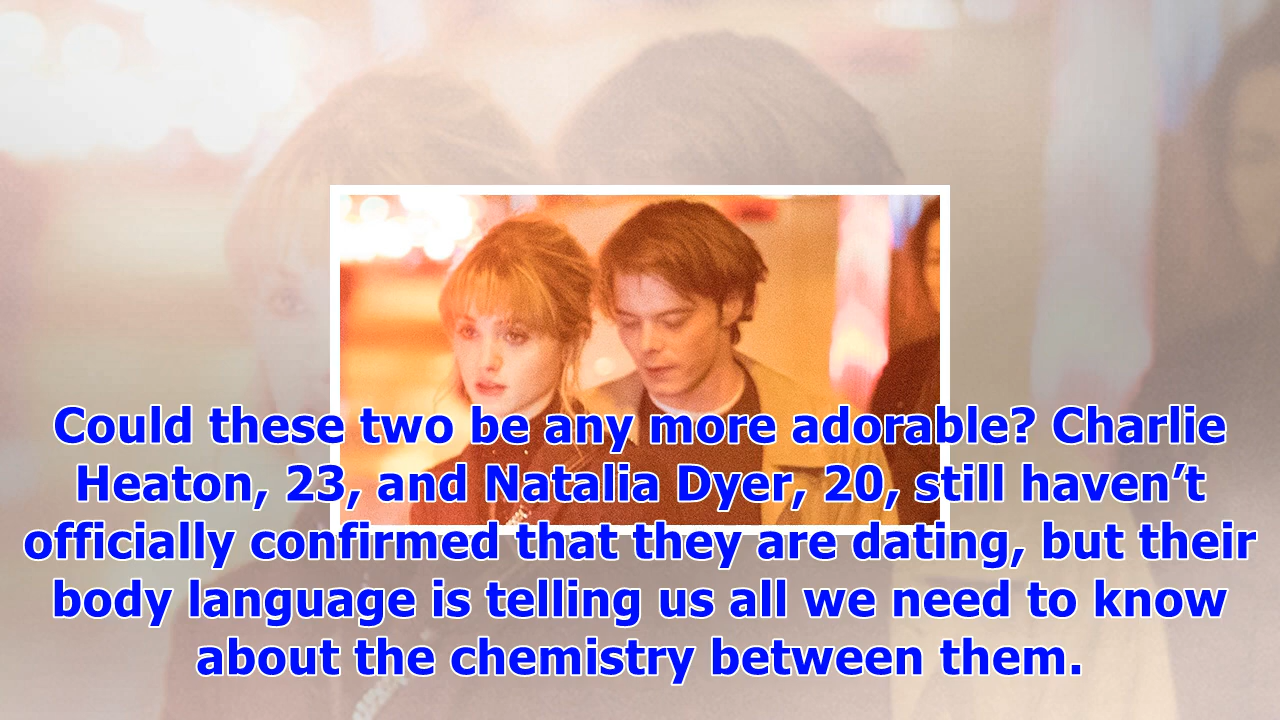 Could these two be any more adorable? Charlie
Heaton, 23, and Natalia Dyer, 20, still haven’t
officially confirmed that they are dating, but their
body language is telling us all we need to know
about the chemistry between them.